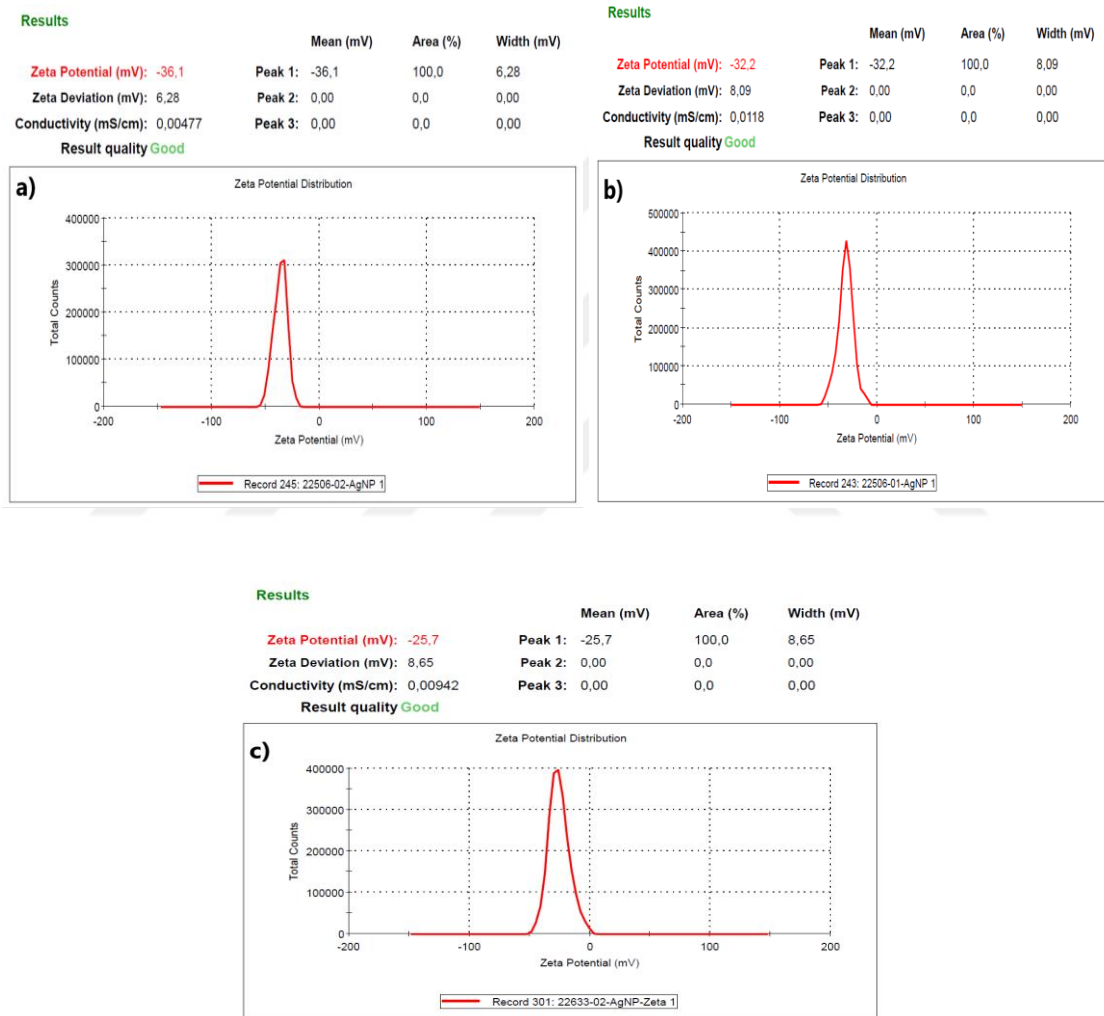 Results
Mean (mV) Area (%) Width (mV)
Zeta Potential (mV): -36,1 Peak 1: -36,1 100,0 6,28
Zeta Deviation (mV): 6,28 Peak 2: 0,00 0,0 0,00
Conductivity (mS/cm): 0,00477 Peak 3: 0,00 0,0 0,00
Result quality Good
a)
Zeta Potential Distribution
400000
300000
200000
100000
0
Total Counts
-200 -100 0 100 200
Zeta Potential (mV)
Record 245: 22506-02-AgNP 1
Results
Mean (mV) Area (%) Width (mV)
Zeta Potential (mV): -32,2 Peak 1: -32,2 100,0 8,09
Zeta Deviation (mV): 8,09 Peak 2: 0,00 0,0 0,00
Conductivity (mS/cm): 0,0118 Peak 3: 0,00 0,0 0,00
Result quality Good
b)
Zeta Potential Distribution
500000
400000
300000
200000
100000
0
Total Counts
-200 -100 0 100 200
Zeta Potential (mV)
Record 243: 22506-01-AgNP 1
Results
Mean (mV) Area (%) Width (mV)
Zeta Potential (mV): -25,7 Peak 1: -25,7 100,0 8,65
Zeta Deviation (mV): 8,65 Peak 2: 0,00 0,0 0,00
Conductivity (mS/cm): 0,00942 Peak 3: 0,00 0,0 0,00
Result quality Good
c)
Zeta Potential Distribution
400000
300000
200000
100000
0
Total Counts
-200 -100 0 100 200
Zeta Potential (mV)
Record 301: 22633-02-AgNP-Zeta 1